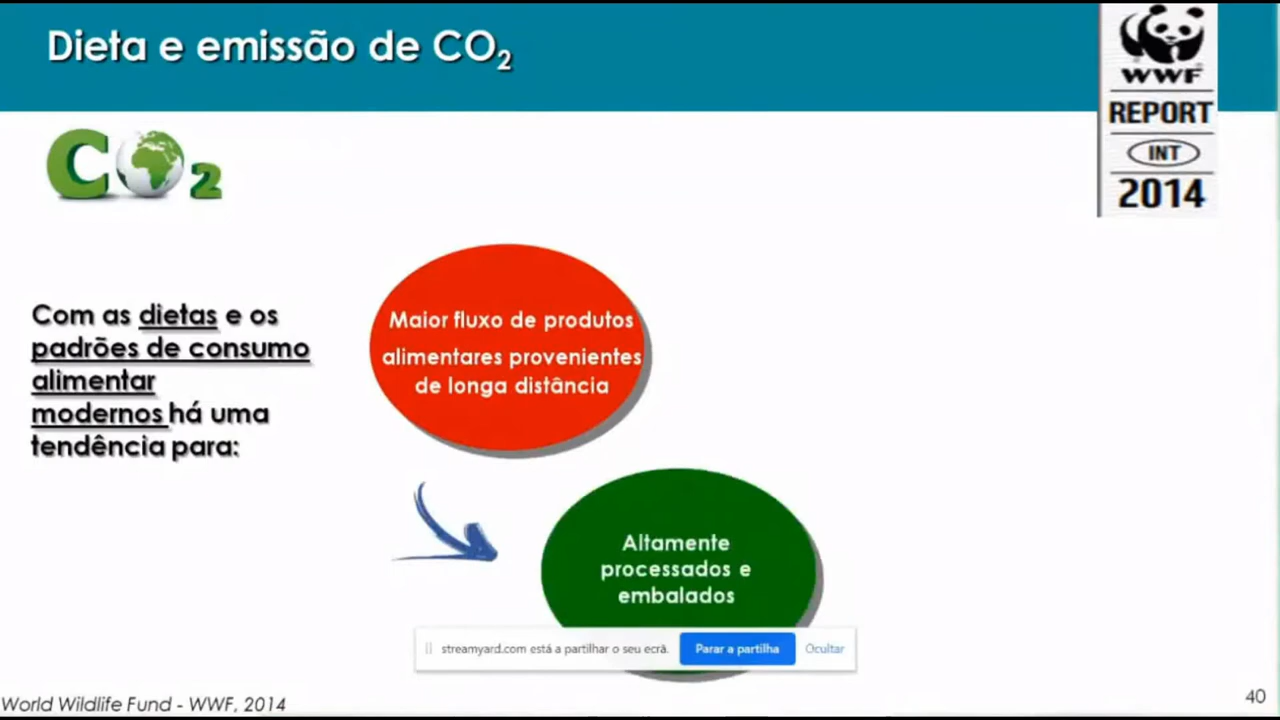 Dieta e emissão de CO₂
WWF
REPORT
INT
2014
CO2
Com as dietas e os
padrões de consumo
alimentar
modernos há uma
tendência para:
Maior fluxo de produtos
alimentares provenientes
de longa distância
Altamente
processados e
embalados
streamyard.com está a partilhar o seu ecrã.
Parar a partilha
Ocultar
World Wildlife Fund - WWF, 2014
40